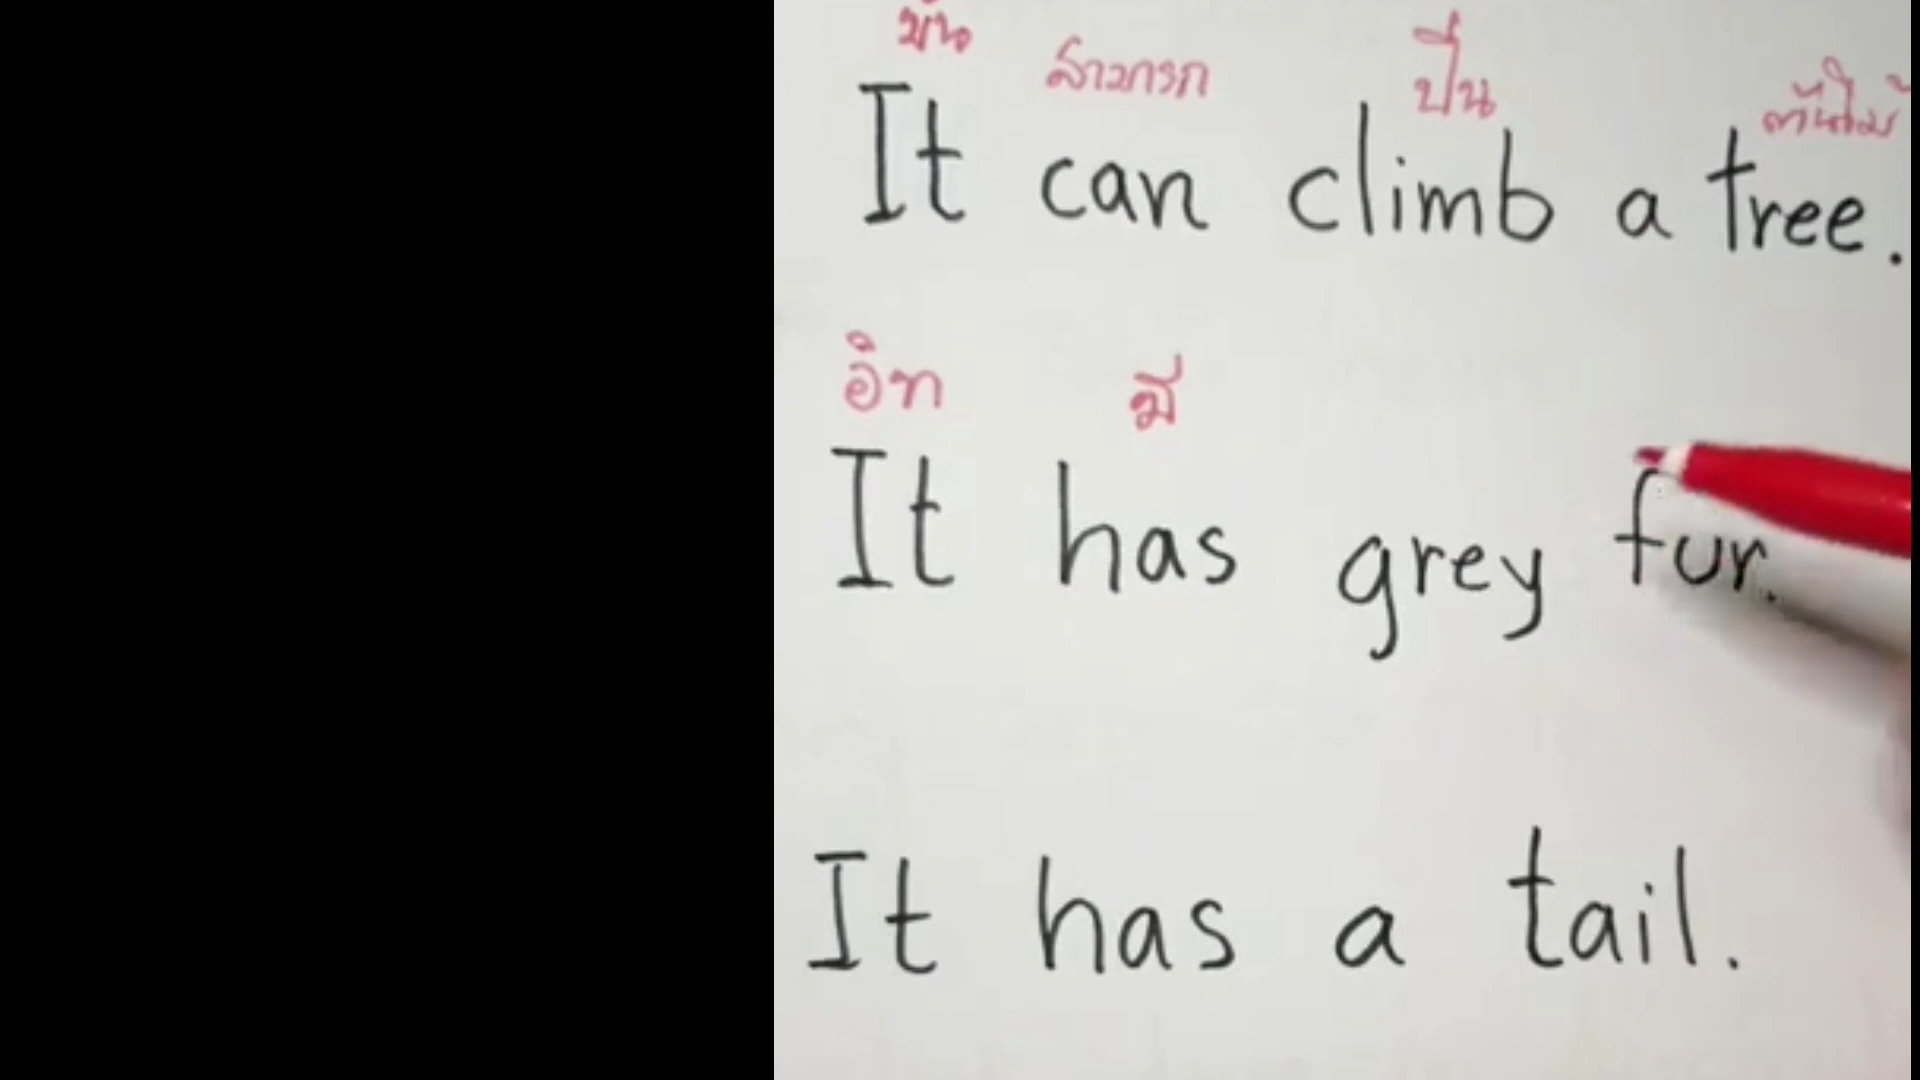 มัน สามารถ ปีน ต้นไม้
It can climb a tree.
อิท มี
It has grey fur.
It has a tail.